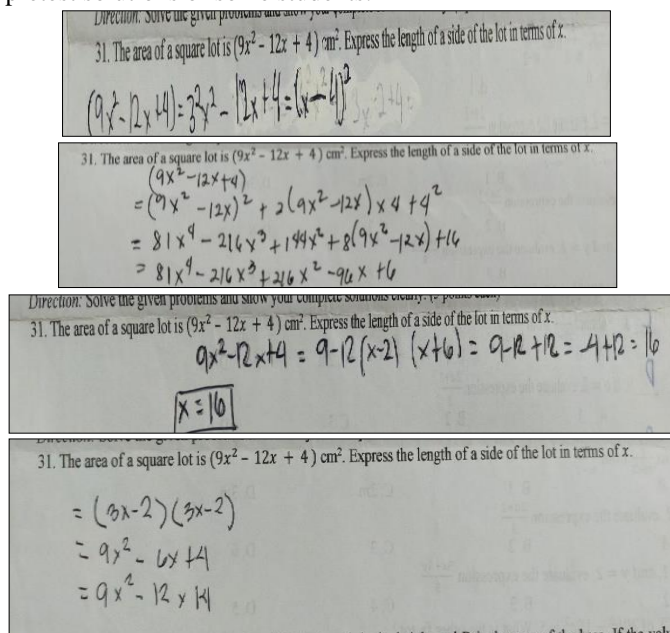 Direction: Solve the given problems and show your
31. The area of a square lot is (9x² - 12x + 4) cm². Express the length of a side of the lot in terms of x.
(9x²-12x+4)=3²x²-12x+4=(x-4)²
31. The area of a square lot is (9x² - 12x + 4) cm². Express the length of a side of the lot in terms of x.
(9x²-12x+4)
=(9x²-12x)² + 2(9x²-12x) x 4 + 4²
= 81x⁴ - 216x³ + 144x² + 8(9x²-12x) + 16
= 81x⁴ - 216x³ + 216x² - 96x + 6
Direction: Solve the given problems and show your complete solutions clearly. (5 points each)
31. The area of a square lot is (9x² - 12x + 4) cm². Express the length of a side of the lot in terms of x.
9x²-12x+4 = 9-12(x-2) (x+6) = 9-12+12 = -4+12 = 16
x = 16
31. The area of a square lot is (9x² - 12x + 4) cm². Express the length of a side of the lot in terms of x.
= (3x-2)(3x-2)
= 9x² - 6x +4
= 9x² - 12x +4